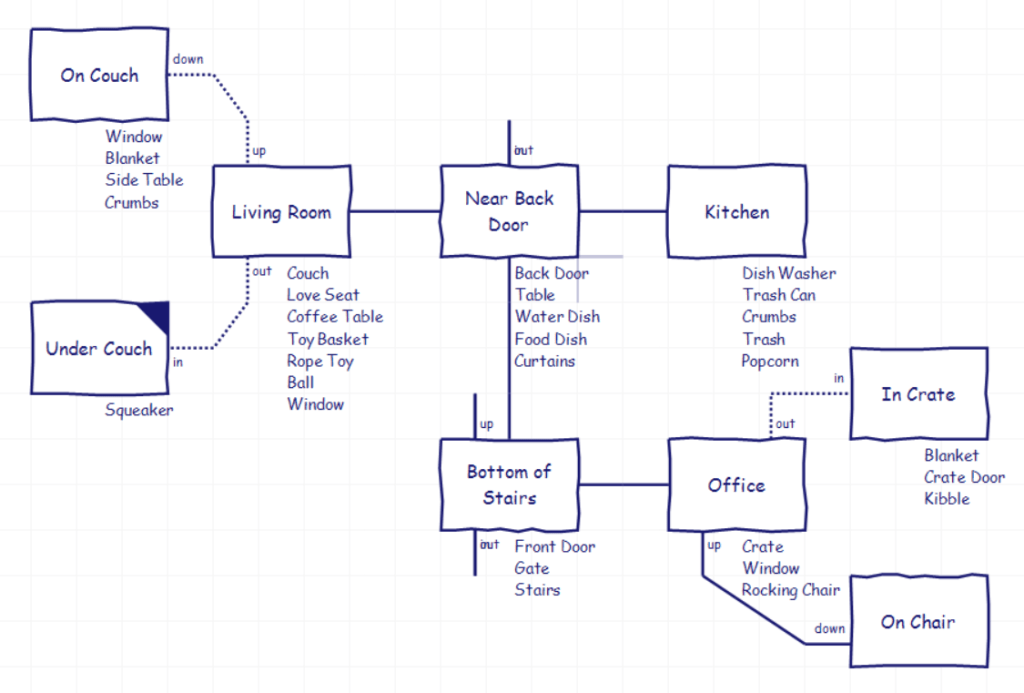 On Couch
down
Window
Blanket
Side Table
Crumbs
up
Living Room
out
Couch
Love Seat
Coffee Table
Toy Basket
Rope Toy
Ball
Window
Under Couch
in
Squeaker
Near Back
Door
Back Door
Table
Water Dish
Food Dish
Curtains
Kitchen
Dish Washer
Trash Can
Crumbs
Trash
Popcorn
up
Bottom of
Stairs
Front Door
Gate
Stairs
Office
out
up
Crate
Window
Rocking Chair
in
In Crate
Blanket
Crate Door
Kibble
down
On Chair